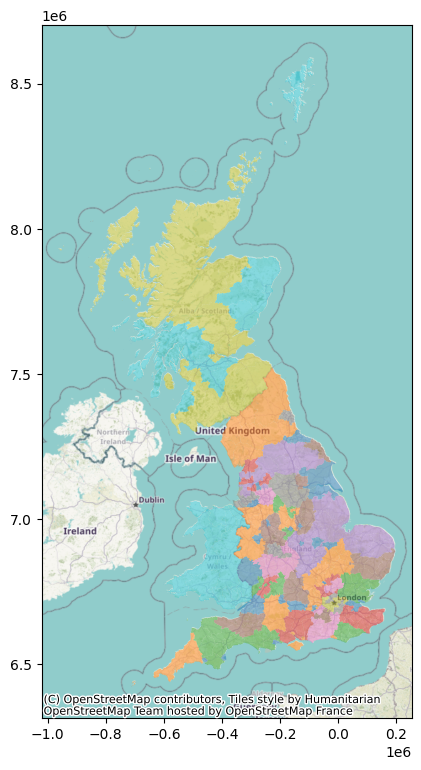 1e6
8.5
8.0
Alba / Scotland
7.5
United Kingdom
Northern
Ireland
Isle of Man
Dublin
7.0
Ireland
Cymru /
Wales
England
London
6.5
(C) OpenStreetMap contributors, Tiles style by Humanitarian
OpenStreetMap Team hosted by OpenStreetMap France
−1.0 −0.8 −0.6 −0.4 −0.2 0.0 0.2
1e6